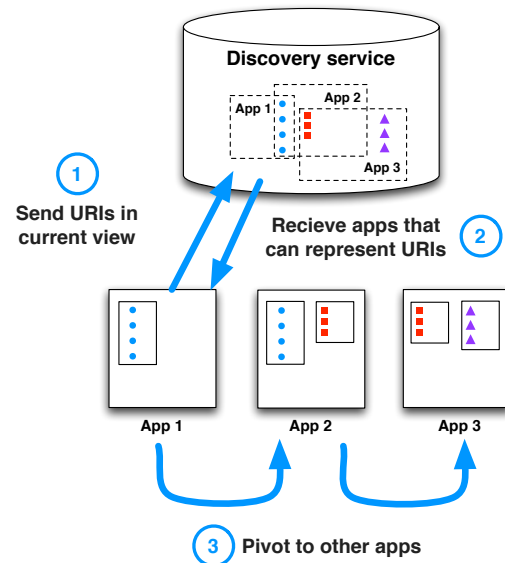 Discovery service
App 2
App 1
App 3
1
Send URIs in
current view
Recieve apps that
can represent URIs
2
App 1
App 2
App 3
3 Pivot to other apps